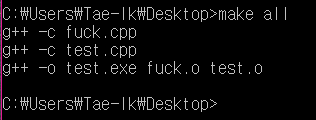 C:₩Users₩Tae-Ik₩Desktop>make all
g++ -c fuck.cpp
g++ -c test.cpp
g++ -o test.exe fuck.o test.o
C:₩Users₩Tae-Ik₩Desktop>